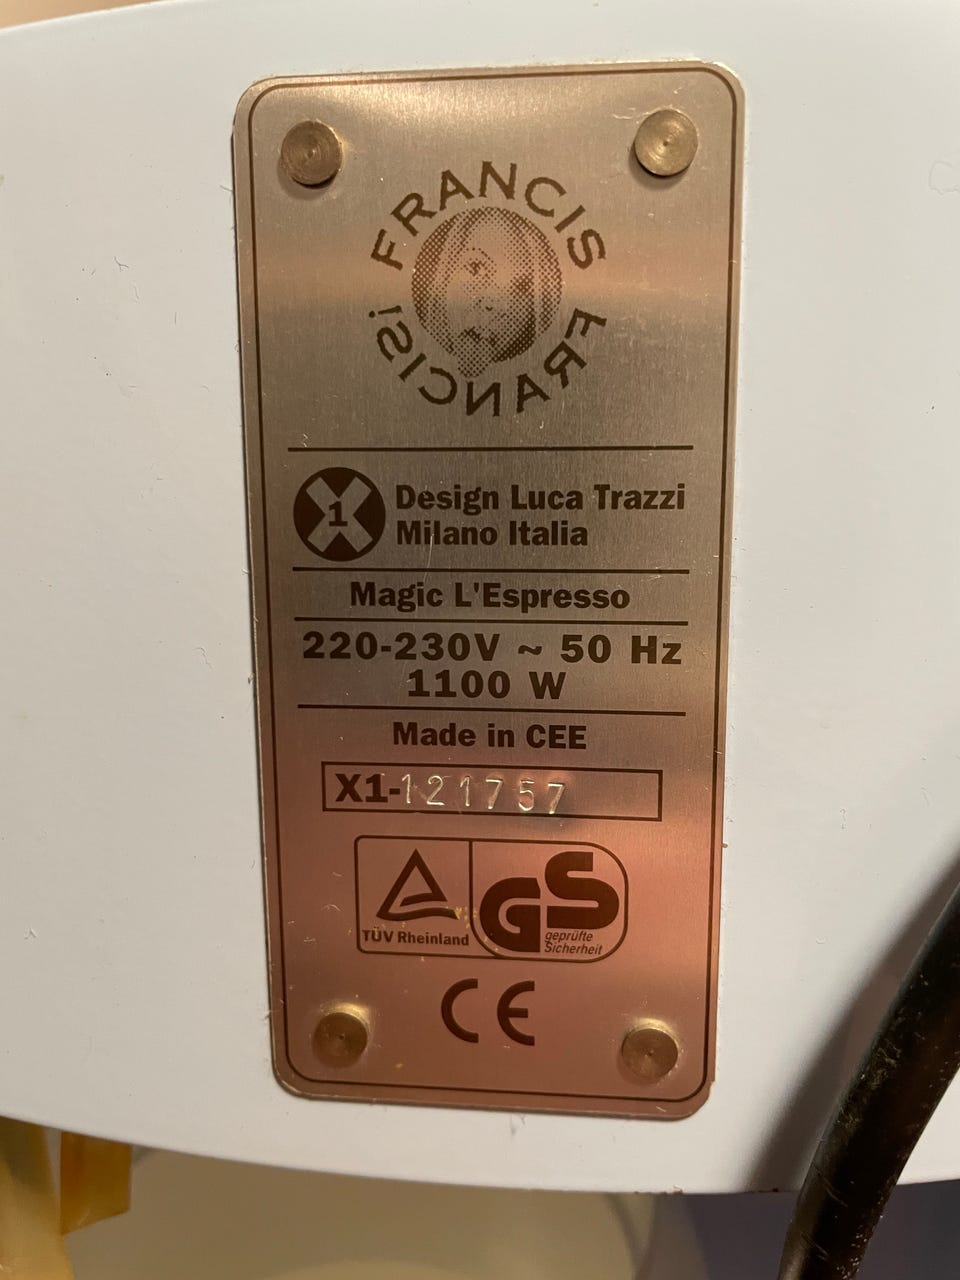 FRANCIS FRANCIS!
X1
Design Luca Trazzi
Milano Italia
Magic L'Espresso
220-230V ~ 50 Hz
1100 W
Made in CEE
X1-121757
TÜV Rheinland
GS
geprüfte
Sicherheit
CE